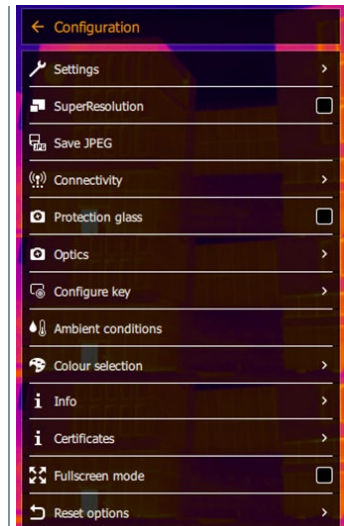 Configuration
Settings
SuperResolution
JPG
Save JPEG
Connectivity
Protection glass
Optics
Configure key
Ambient conditions
Colour selection
Info
Certificates
Fullscreen mode
Reset options